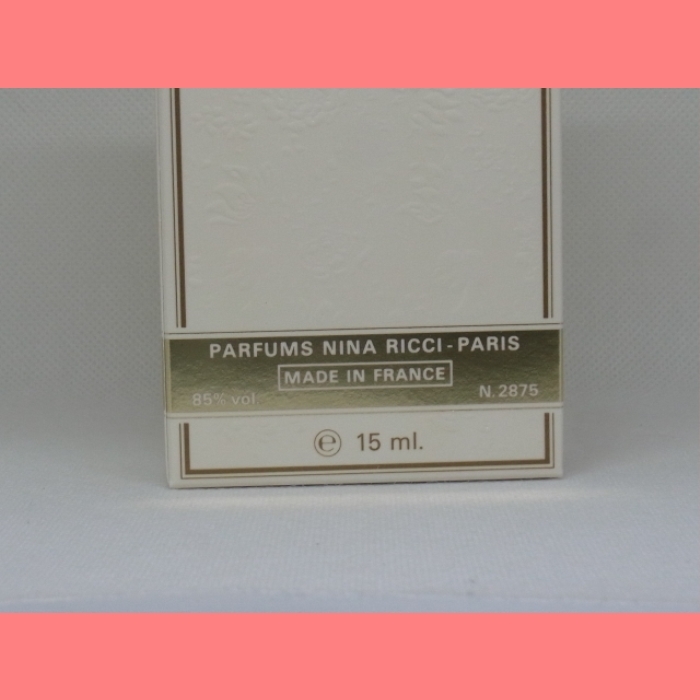 PARFUMS NINA RICCI - PARIS
MADE IN FRANCE
85% vol
N.2875
℮ 15 ml.